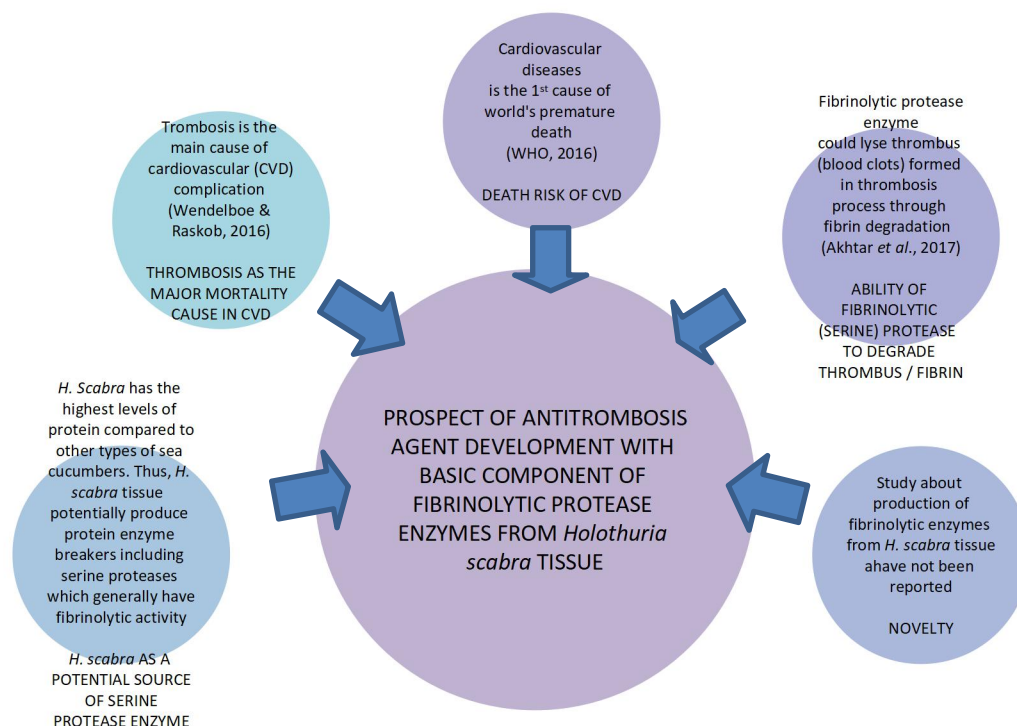 Cardiovascular
diseases
is the 1st cause of
world's premature
death
(WHO, 2016)
DEATH RISK OF CVD
Trombosis is the
main cause of
cardiovascular (CVD)
complication
(Wendelboe &
Raskob, 2016)
THROMBOSIS AS THE
MAJOR MORTALITY
CAUSE IN CVD
Fibrinolytic protease
enzyme
could lyse thrombus
(blood clots) formed
in thrombosis
process through
fibrin degradation
(Akhtar et al., 2017)
ABILITY OF
FIBRINOLYTIC
(SERINE) PROTEASE
TO DEGRADE
THROMBUS / FIBRIN
H. Scabra has the
highest levels of
protein compared to
other types of sea
cucumbers. Thus, H.
scabra tissue
potentially produce
protein enzyme
breakers including
serine proteases
which generally have
fibrinolytic activity
H. scabra AS A
POTENTIAL SOURCE
OF SERINE
PROTEASE ENZYME
PROSPECT OF ANTITROMBOSIS
AGENT DEVELOPMENT WITH
BASIC COMPONENT OF
FIBRINOLYTIC PROTEASE
ENZYMES FROM Holothuria
scabra TISSUE
Study about
production of
fibrinolytic enzymes
from H. scabra tissue
ahave not been
reported
NOVELTY